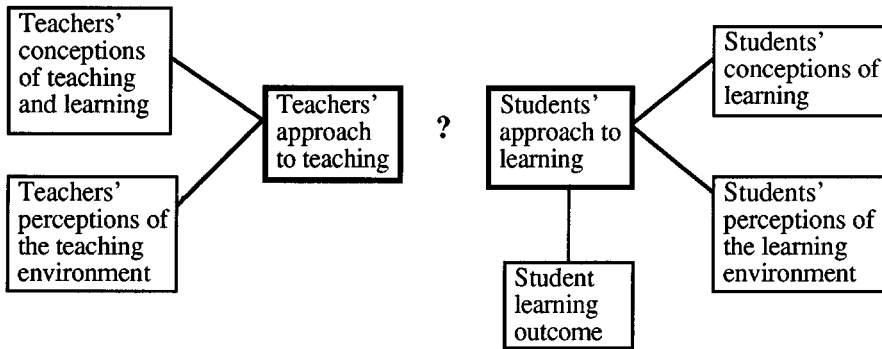 Teachers'
conceptions
of teaching
and learning
Teachers'
perceptions of
the teaching
environment
Teachers'
approach
to teaching
?
Students'
approach to
learning
Student
learning
outcome
Students'
conceptions of
learning
Students'
perceptions of
the learning
environment